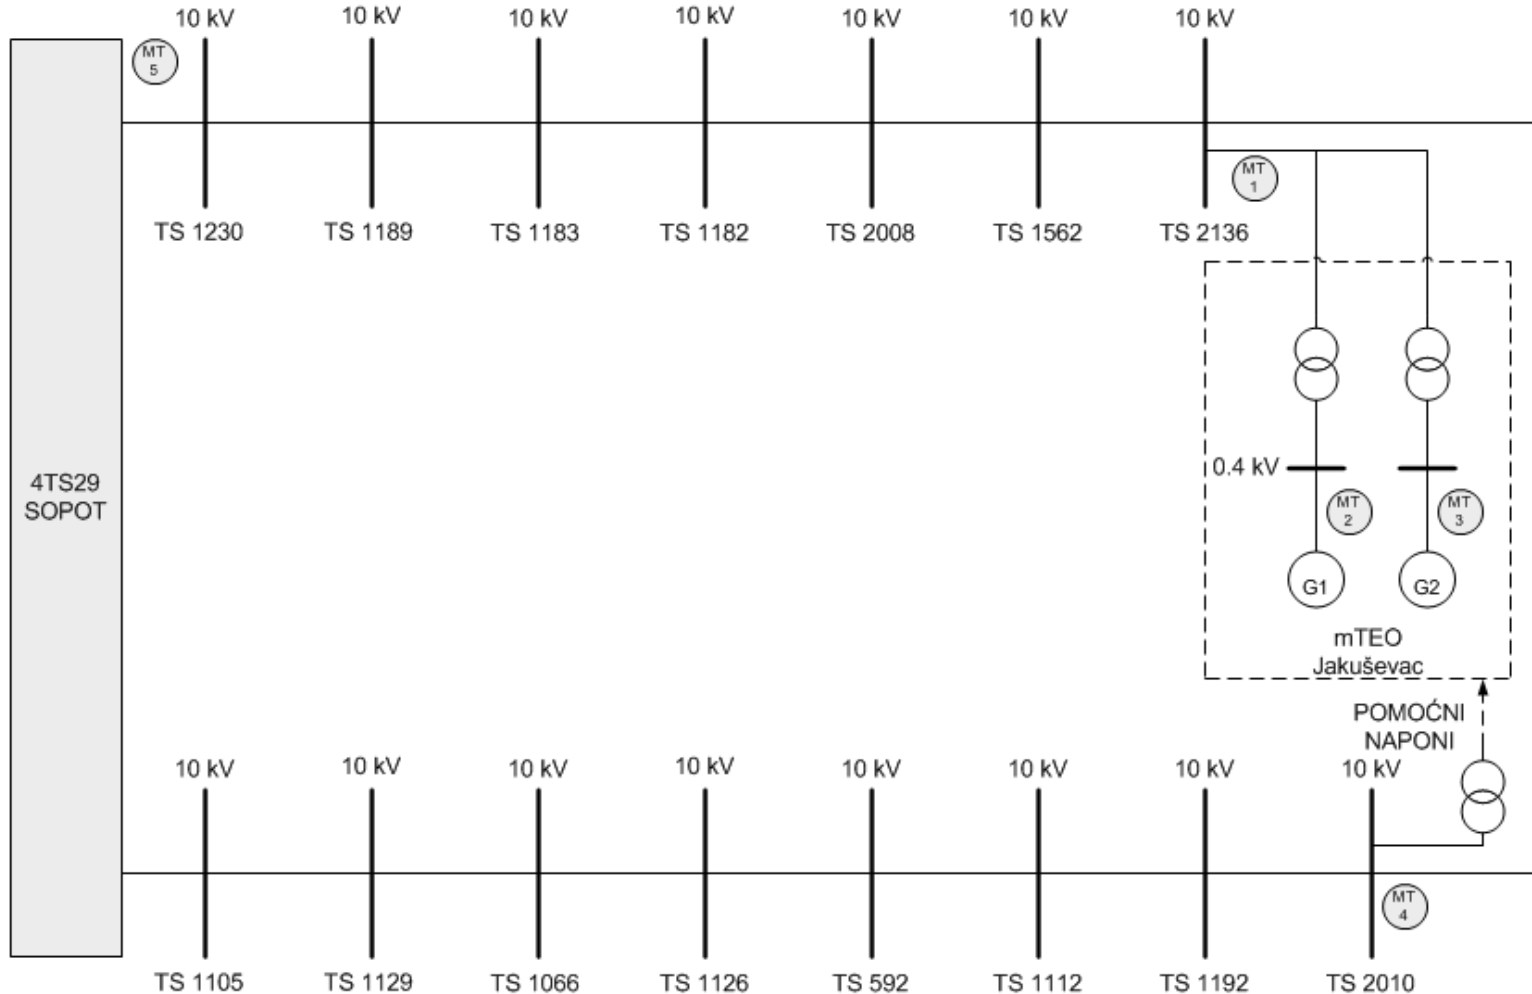 10 kV
10 kV
10 kV
10 kV
10 kV
10 kV
10 kV
MT
5
MT
1
TS 1230
TS 1189
TS 1183
TS 1182
TS 2008
TS 1562
TS 2136
4TS29
SOPOT
0.4 kV
MT
2
MT
3
G1
G2
mTEO
Jakuševac
POMOĆNI
NAPONI
10 kV
10 kV
10 kV
10 kV
10 kV
10 kV
10 kV
10 kV
MT
4
TS 1105
TS 1129
TS 1066
TS 1126
TS 592
TS 1112
TS 1192
TS 2010